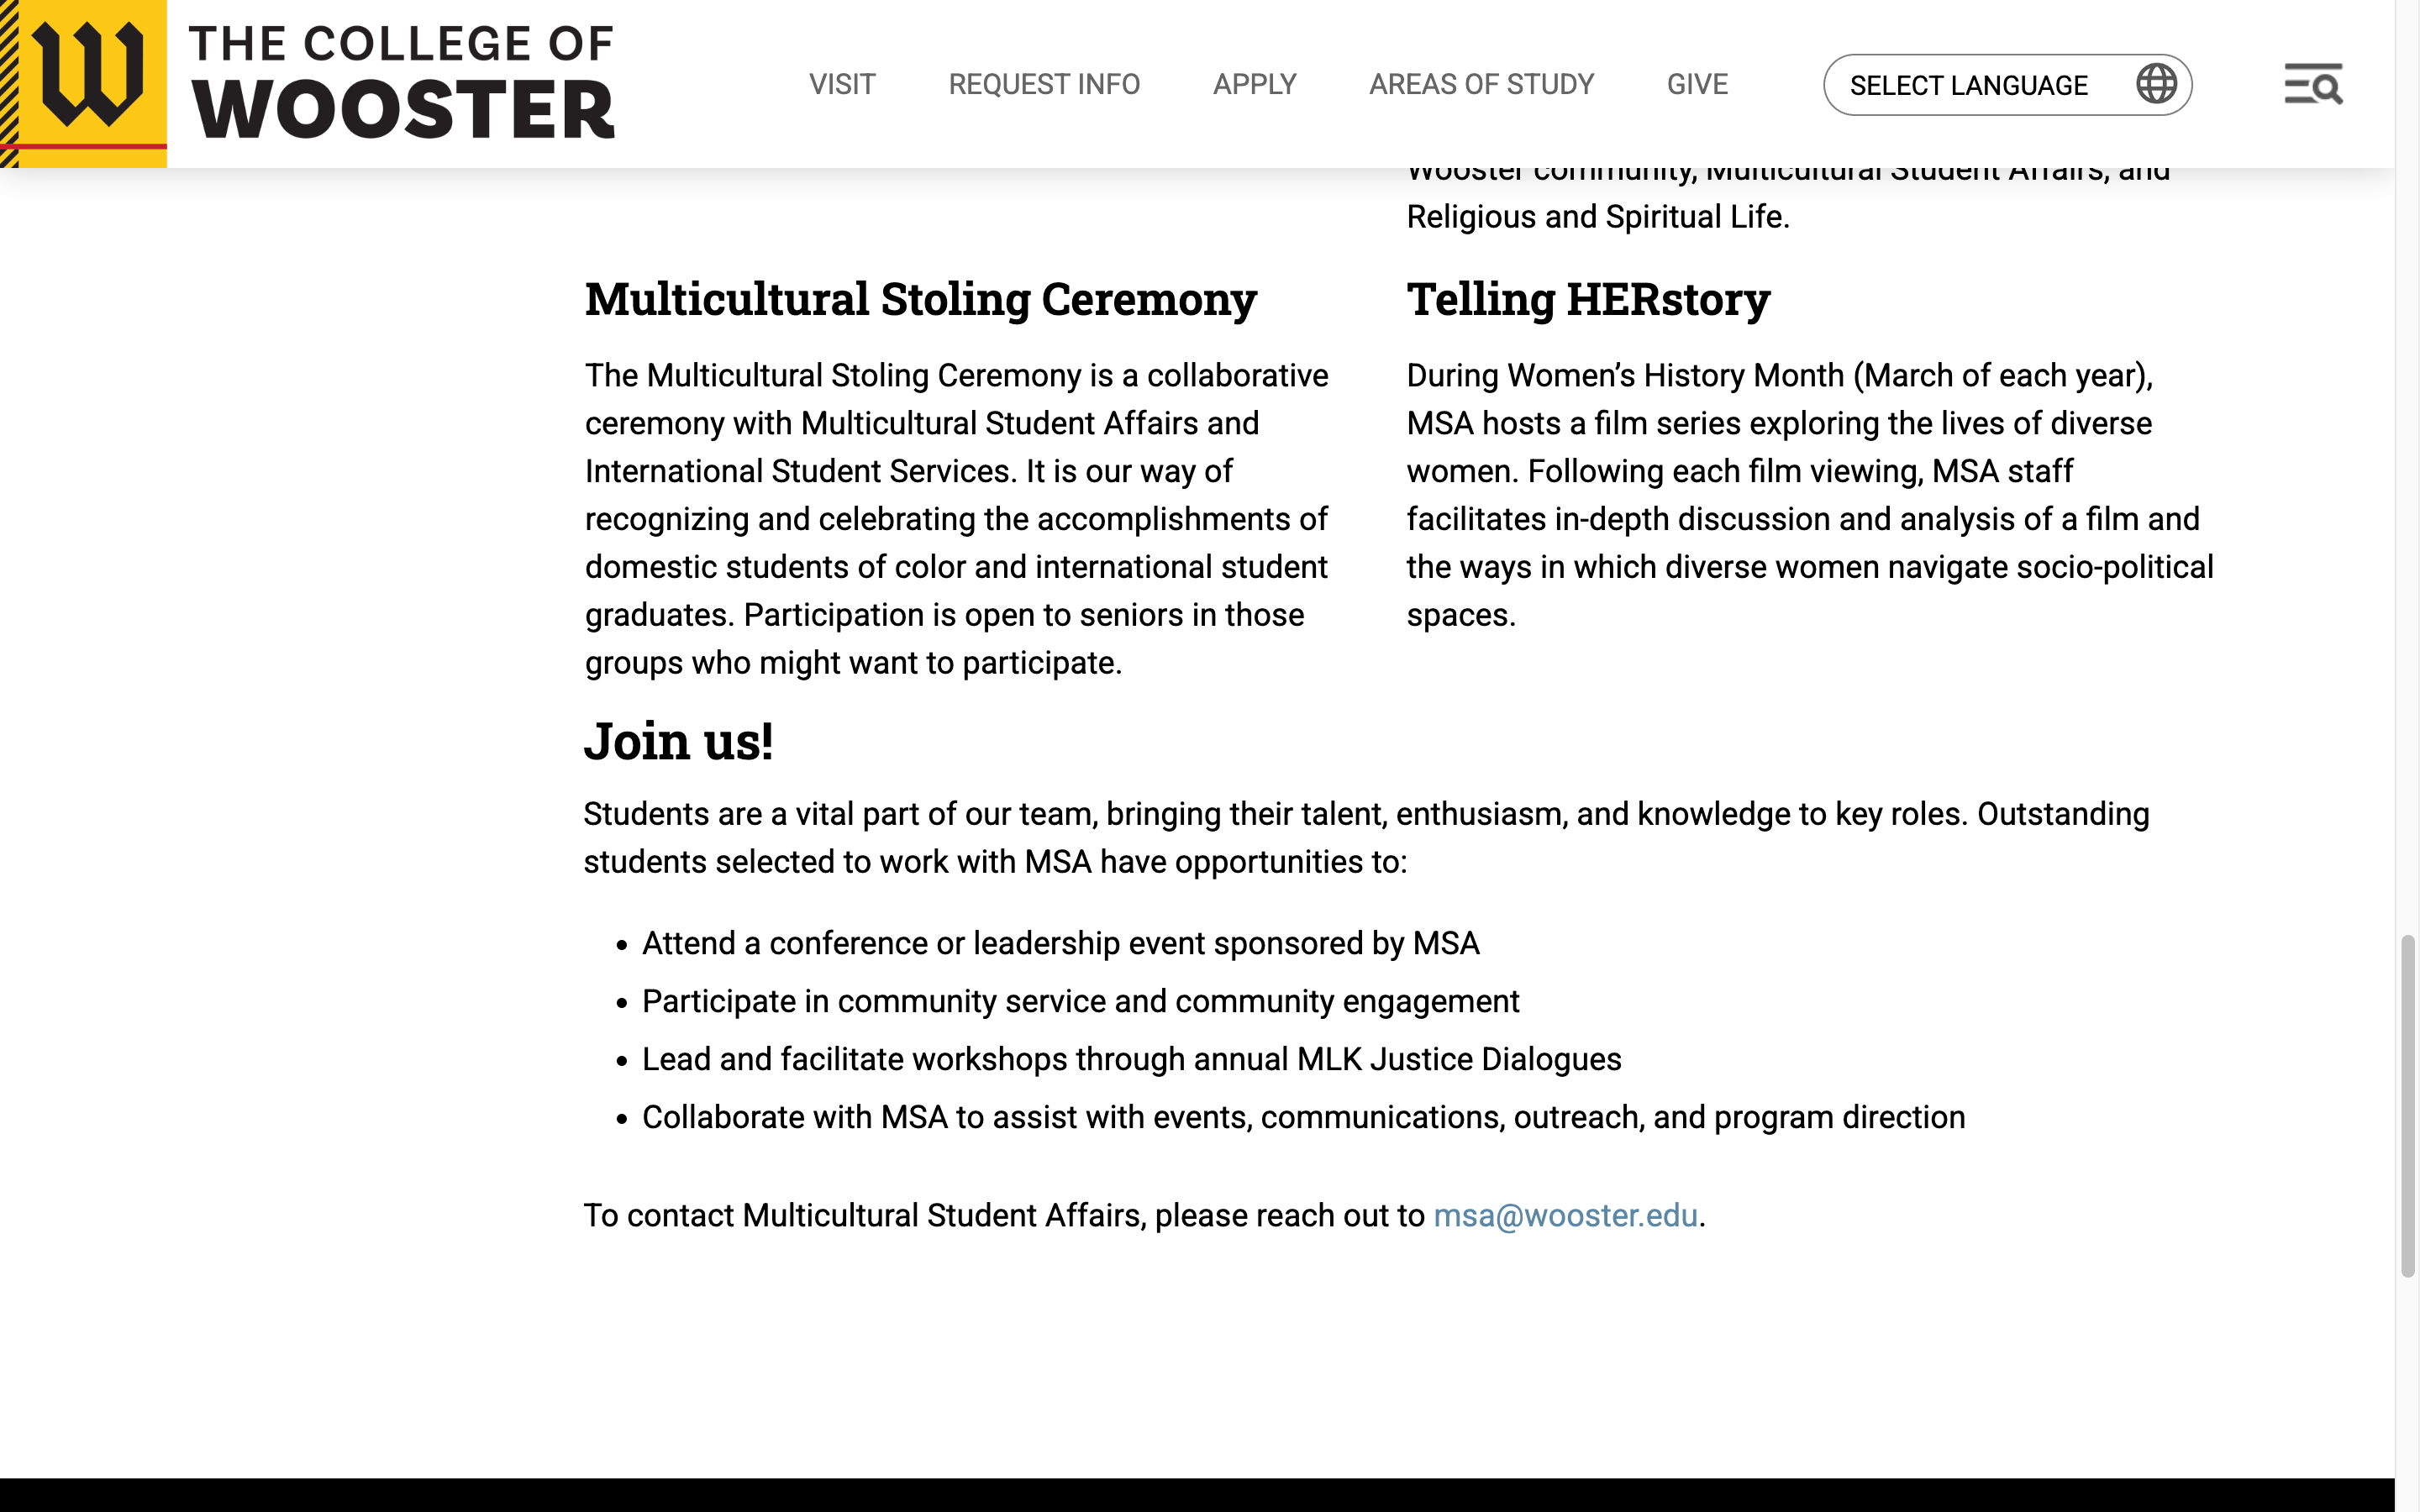 THE COLLEGE OF
WOOSTER
VISIT
REQUEST INFO
APPLY
AREAS OF STUDY
GIVE
SELECT LANGUAGE
Wooster community, Multicultural Student Affairs, and
Religious and Spiritual Life.
Multicultural Stoling Ceremony
The Multicultural Stoling Ceremony is a collaborative
ceremony with Multicultural Student Affairs and
International Student Services. It is our way of
recognizing and celebrating the accomplishments of
domestic students of color and international student
graduates. Participation is open to seniors in those
groups who might want to participate.
Telling HERstory
During Women’s History Month (March of each year),
MSA hosts a film series exploring the lives of diverse
women. Following each film viewing, MSA staff
facilitates in-depth discussion and analysis of a film and
the ways in which diverse women navigate socio-political
spaces.
Join us!
Students are a vital part of our team, bringing their talent, enthusiasm, and knowledge to key roles. Outstanding
students selected to work with MSA have opportunities to:
• Attend a conference or leadership event sponsored by MSA
• Participate in community service and community engagement
• Lead and facilitate workshops through annual MLK Justice Dialogues
• Collaborate with MSA to assist with events, communications, outreach, and program direction
To contact Multicultural Student Affairs, please reach out to msa@wooster.edu.